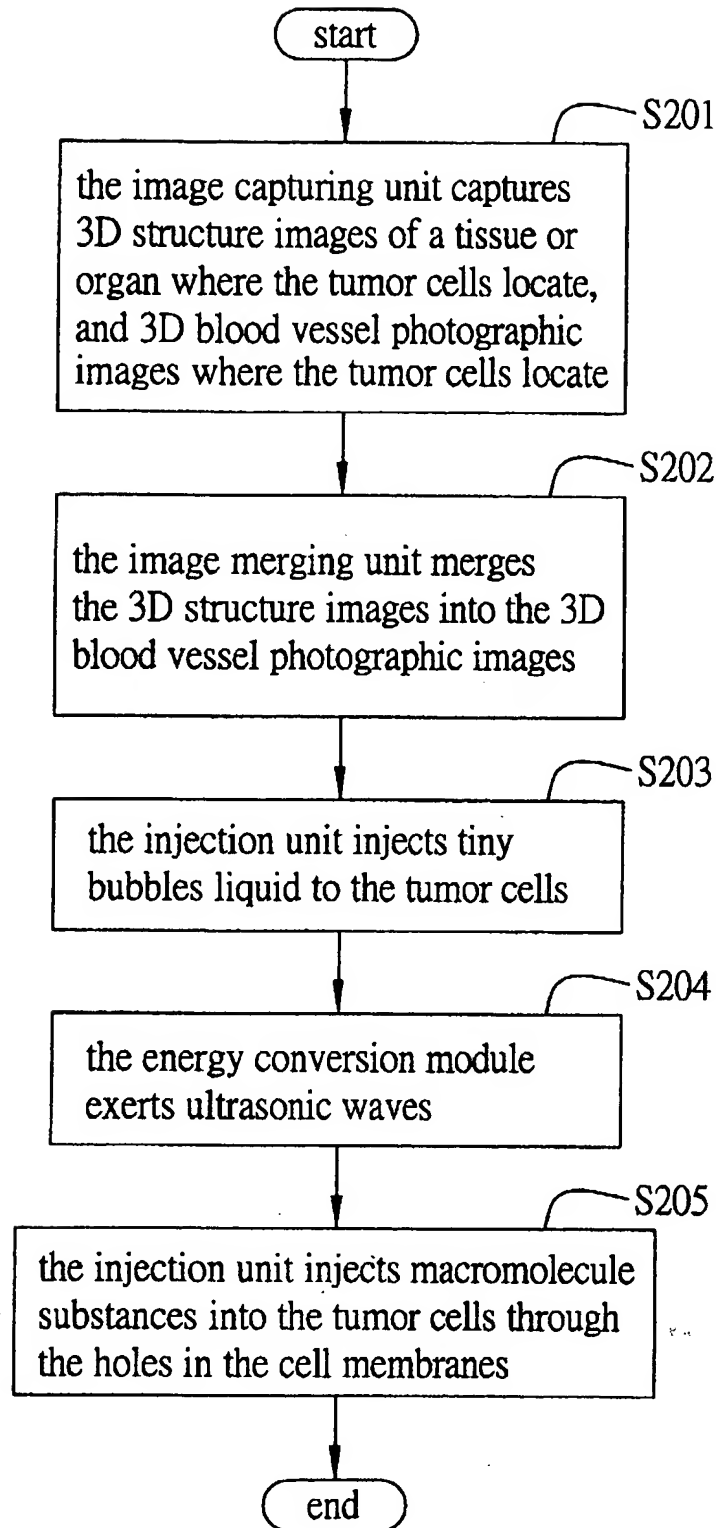 start
S201
the image capturing unit captures
3D structure images of a tissue or
organ where the tumor cells locate,
and 3D blood vessel photographic
images where the tumor cells locate
S202
the image merging unit merges
the 3D structure images into the 3D
blood vessel photographic images
S203
the injection unit injects tiny
bubbles liquid to the tumor cells
S204
the energy conversion module
exerts ultrasonic waves
S205
the injection unit injects macromolecule
substances into the tumor cells through
the holes in the cell membranes
end